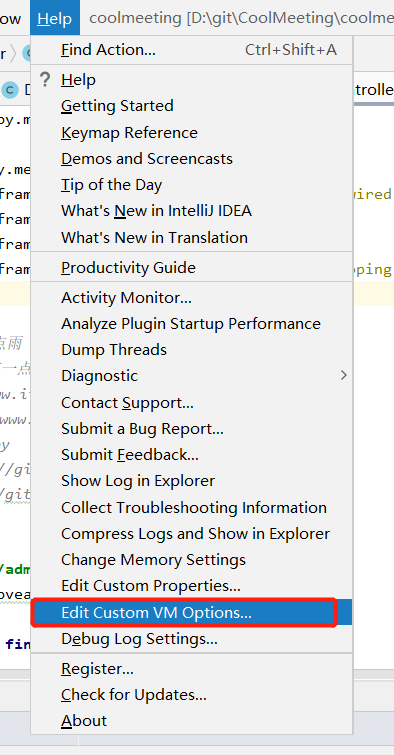 ow Help coolmeeting [D:\git\CoolMeeting\coolme
Find Action... Ctrl+Shift+A
? Help
Getting Started
Keymap Reference
Demos and Screencasts
Tip of the Day
What's New in IntelliJ IDEA
What's New in Translation
Productivity Guide
Activity Monitor...
Analyze Plugin Startup Performance
Dump Threads
Diagnostic
Contact Support...
Submit a Bug Report...
Submit Feedback...
Show Log in Explorer
Collect Troubleshooting Information
Compress Logs and Show in Explorer
Change Memory Settings
Edit Custom Properties...
Edit Custom VM Options...
Debug Log Settings...
Register...
Check for Updates...
About
r
C
trolle
oy.m
y.me
fram
ired
fram
fram
fram
pping
点雨
一点
w.i
www.
y
//gi
/git
/adm
ovea
fin